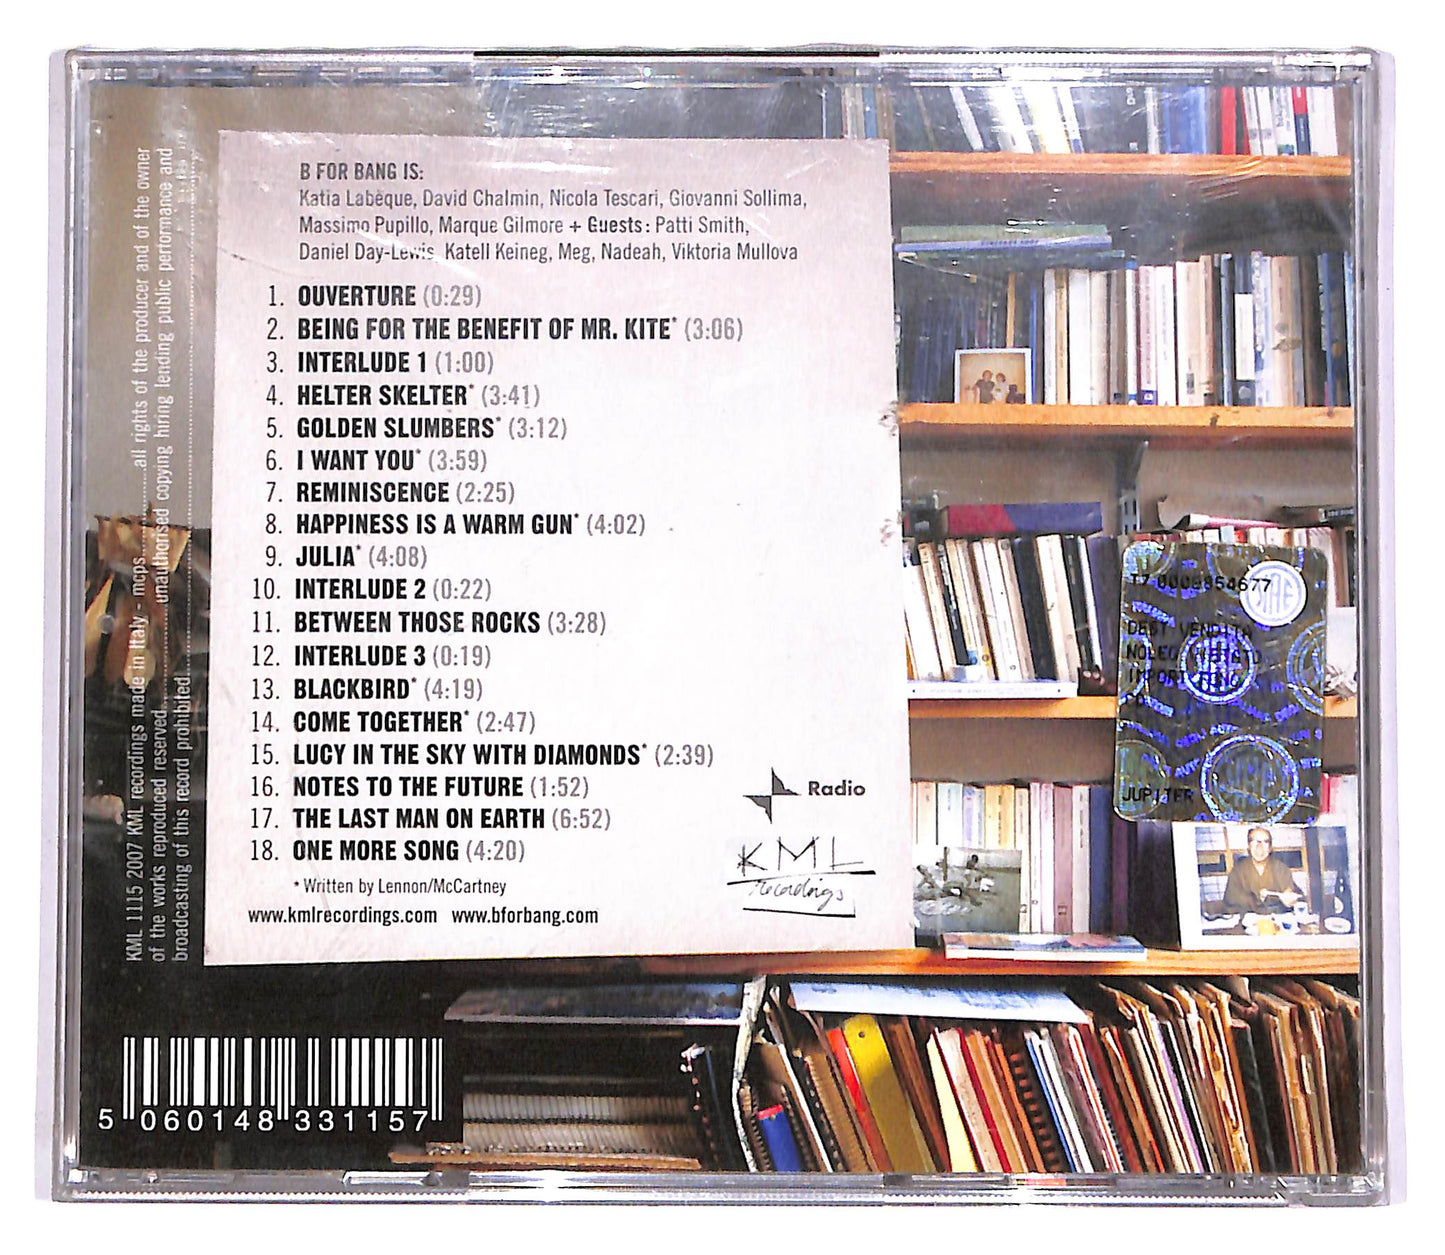 B FOR BANG IS:
Katia Labèque, David Chalmin, Nicola Tescari, Giovanni Sollima,
Massimo Pupillo, Marque Gilmore + Guests: Patti Smith,
Daniel Day-Lewis, Katell Keineg, Meg, Nadeah, Viktoria Mullova
1. OUVERTURE (0:29)
2. BEING FOR THE BENEFIT OF MR. KITE* (3:06)
3. INTERLUDE 1 (1:00)
4. HELTER SKELTER* (3:41)
5. GOLDEN SLUMBERS* (3:12)
6. I WANT YOU* (3:59)
7. REMINISCENCE (2:25)
8. HAPPINESS IS A WARM GUN* (4:02)
9. JULIA* (4:08)
10. INTERLUDE 2 (0:22)
11. BETWEEN THOSE ROCKS (3:28)
12. INTERLUDE 3 (0:19)
13. BLACKBIRD* (4:19)
14. COME TOGETHER* (2:47)
15. LUCY IN THE SKY WITH DIAMONDS* (2:39)
16. NOTES TO THE FUTURE (1:52)
17. THE LAST MAN ON EARTH (6:52)
18. ONE MORE SONG (4:20)
* Written by Lennon/McCartney
www.kmlrecordings.com www.bforbang.com
Radio
KML
recordings
KML 1115 2007 KML recordings made in Italy - mcps..........all rights of the producer and of the owner
of the works reproduced reserved..........unauthorised copying hiring lending public performance and
broadcasting of this record prohibited..........
5 060148 331157
SIAE
DEST VENDITA
NOLEG VIETATO
JUPITER